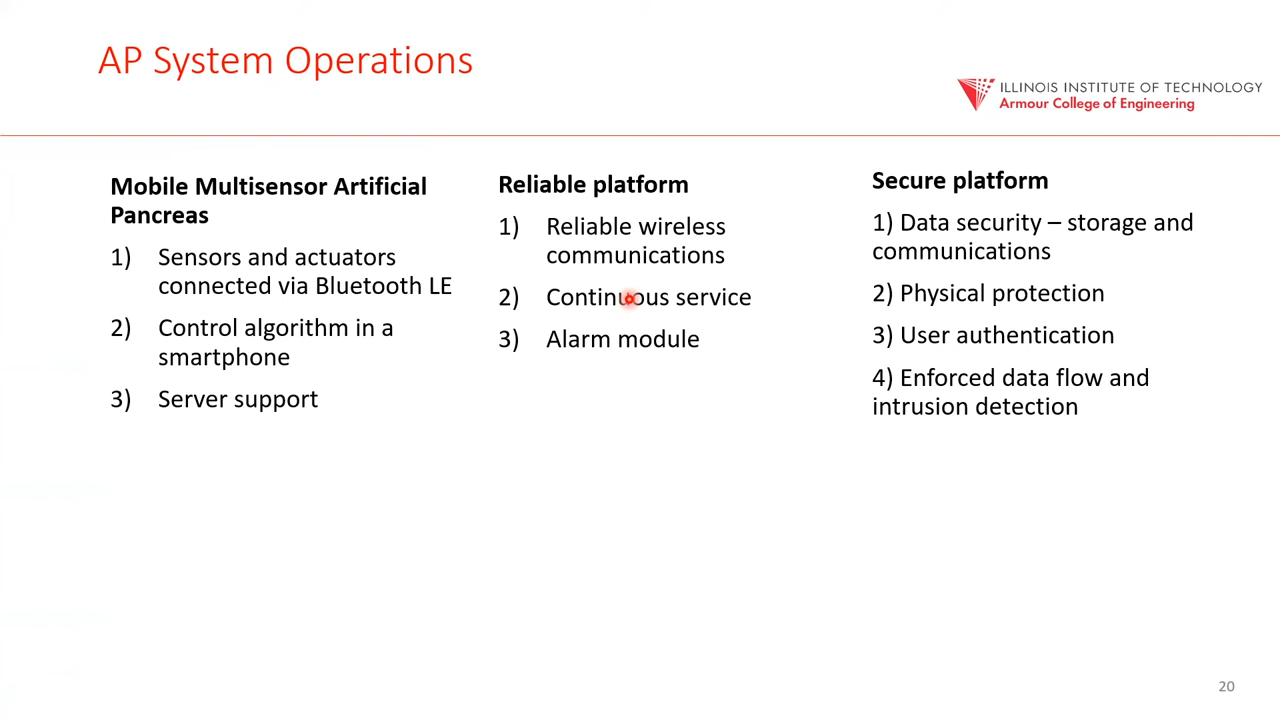 AP System Operations
ILLINOIS INSTITUTE OF TECHNOLOGY
Armour College of Engineering
Mobile Multisensor Artificial
Pancreas
1) Sensors and actuators
connected via Bluetooth LE
2) Control algorithm in a
smartphone
3) Server support
Reliable platform
1) Reliable wireless
communications
2) Continuous service
3) Alarm module
Secure platform
1) Data security – storage and
communications
2) Physical protection
3) User authentication
4) Enforced data flow and
intrusion detection
20